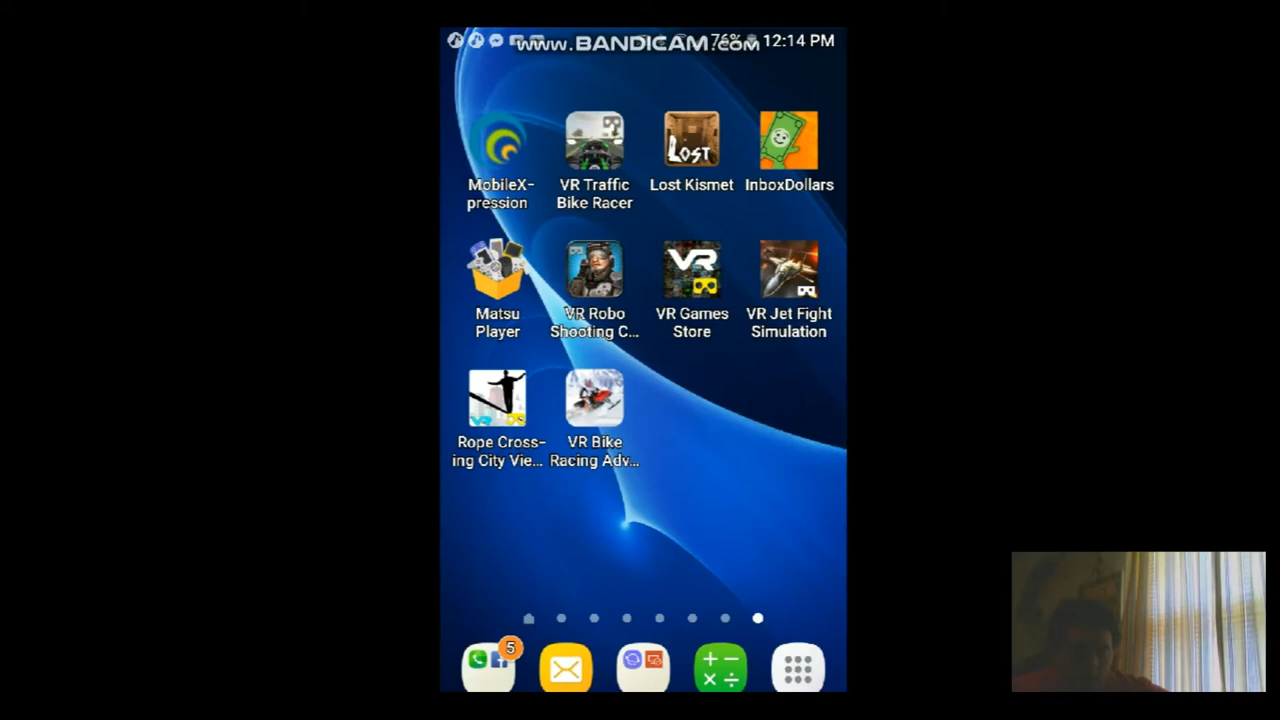 www.BANDICAM.com 76% 12:14 PM
MobileX-
pression
VR Traffic
Bike Racer
Lost
Lost Kismet
InboxDollars
Matsu
Player
VR Robo
Shooting C...
VR
VR Games
Store
VR Jet Fight
Simulation
VR
Rope Cross-
ing City Vie...
VR Bike
Racing Adv...
5